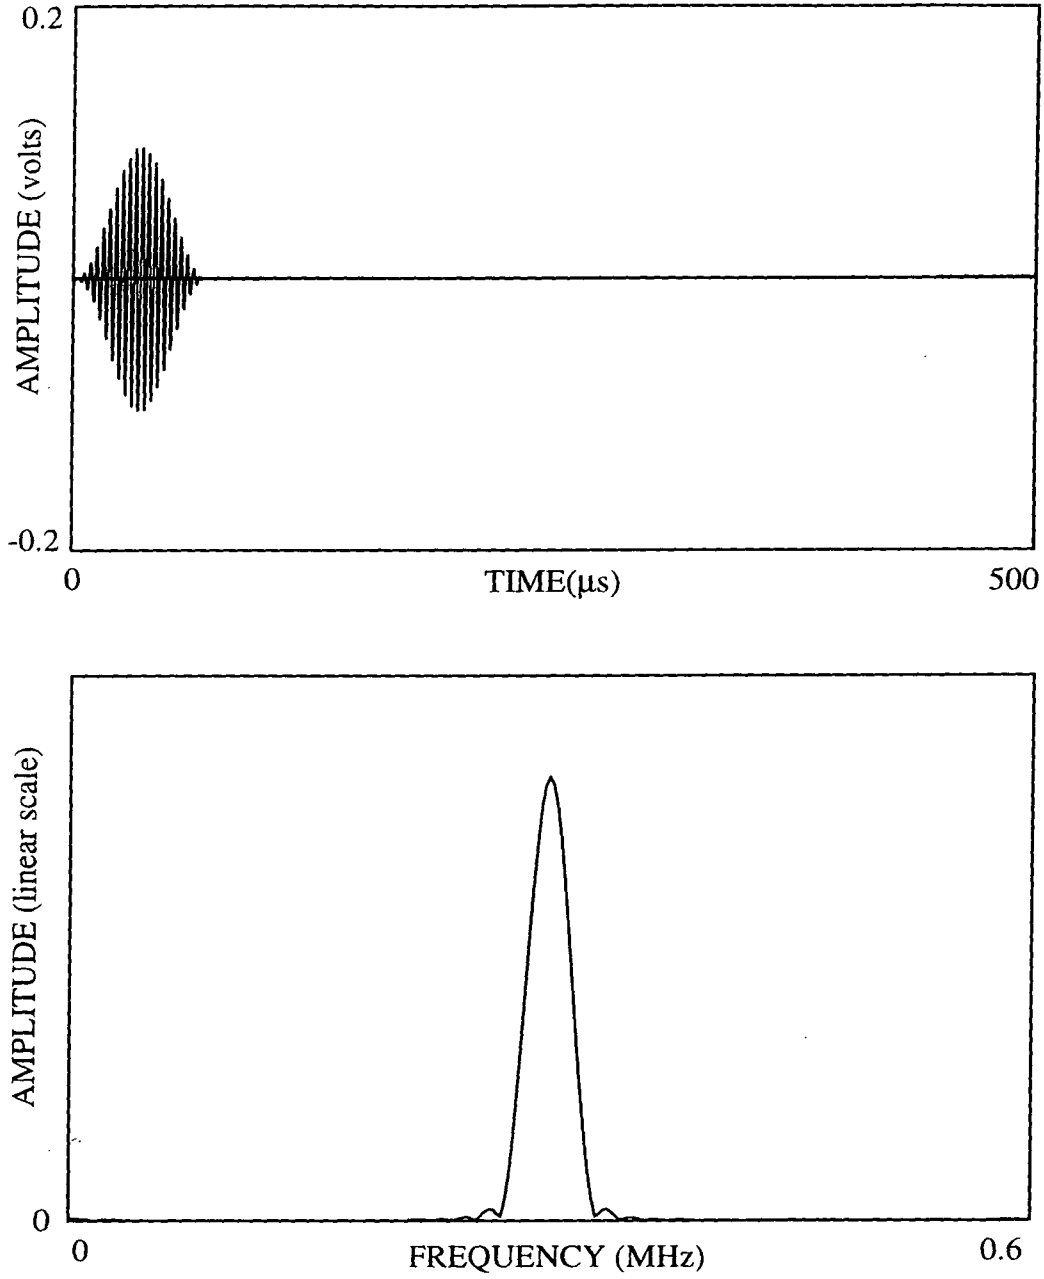 0.2
AMPLITUDE (volts)
-0.2
0
TIME(μs)
500
AMPLITUDE (linear scale)
0
0
FREQUENCY (MHz)
0.6